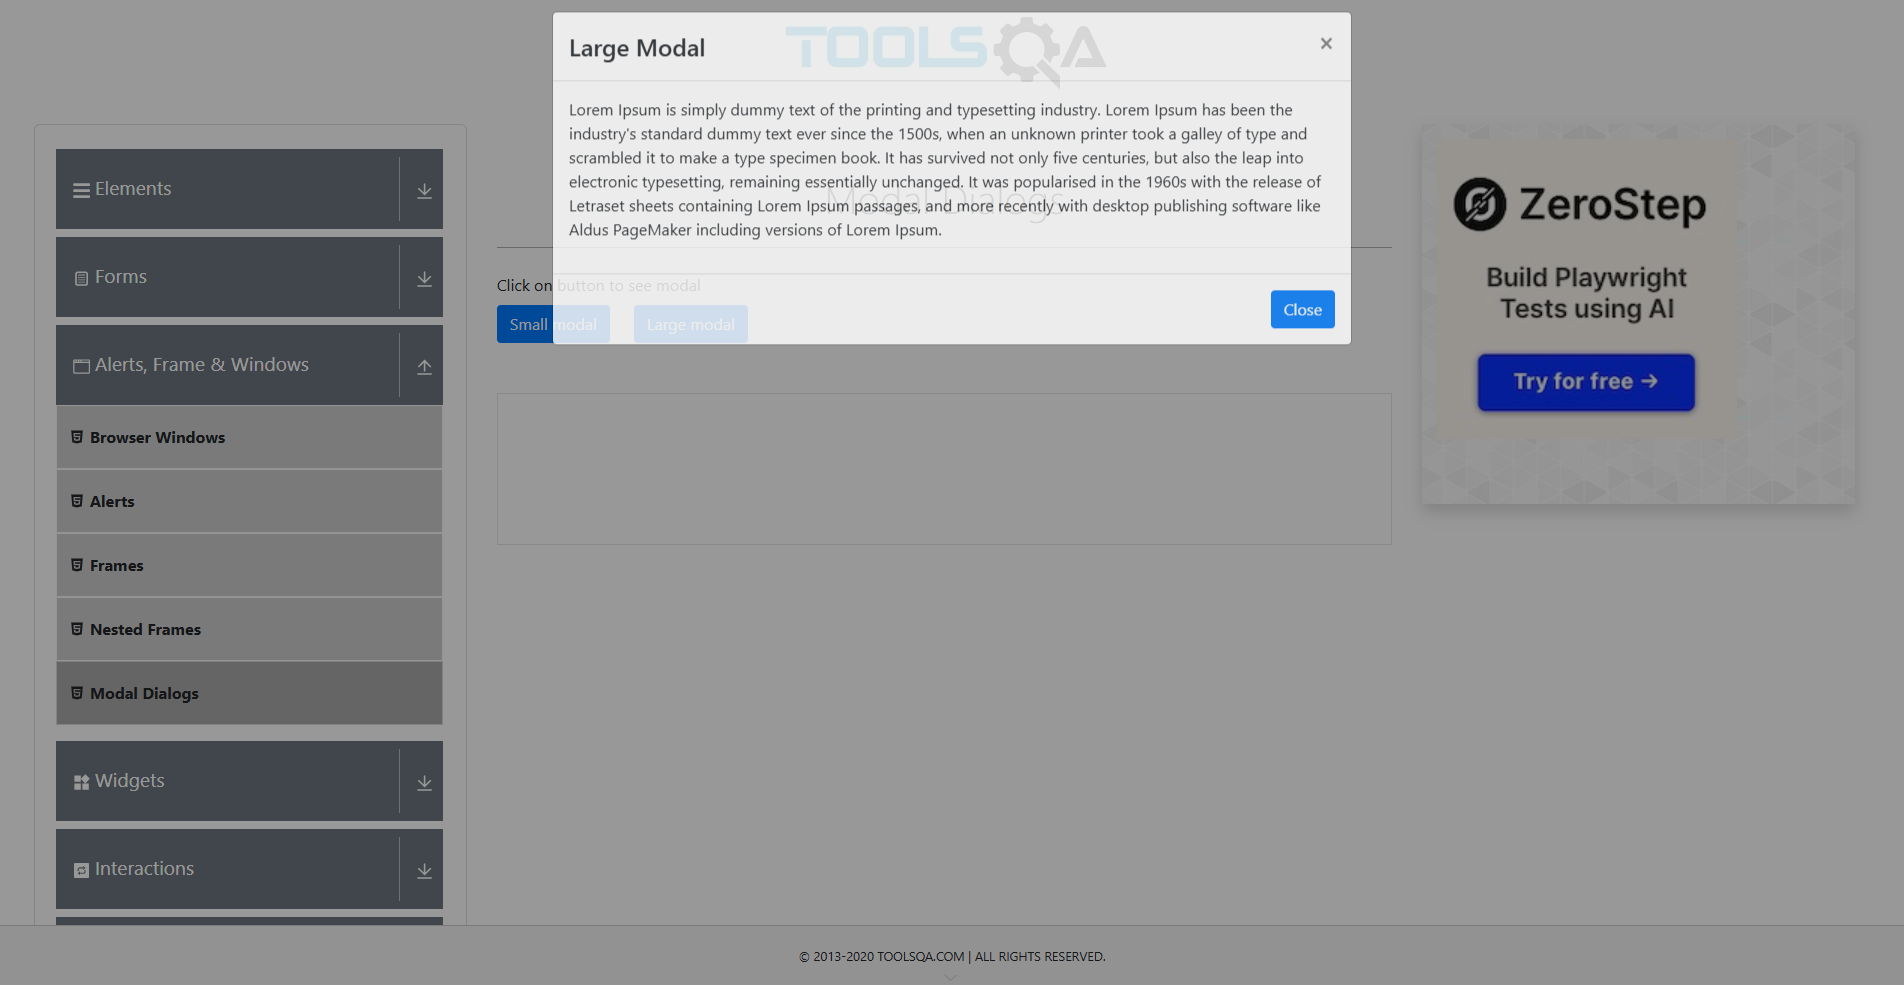 TOOLSQA
Large Modal
×
Lorem Ipsum is simply dummy text of the printing and typesetting industry. Lorem Ipsum has been the
industry's standard dummy text ever since the 1500s, when an unknown printer took a galley of type and
scrambled it to make a type specimen book. It has survived not only five centuries, but also the leap into
electronic typesetting, remaining essentially unchanged. It was popularised in the 1960s with the release of
Letraset sheets containing Lorem Ipsum passages, and more recently with desktop publishing software like
Aldus PageMaker including versions of Lorem Ipsum.
Close
Elements
Forms
Alerts, Frame & Windows
Browser Windows
Alerts
Frames
Nested Frames
Modal Dialogs
Widgets
Interactions
Modal Dialogs
Click on button to see modal
Small modal
Large modal
ZeroStep
Build Playwright
Tests using AI
Try for free →
© 2013-2020 TOOLSQA.COM | ALL RIGHTS RESERVED.